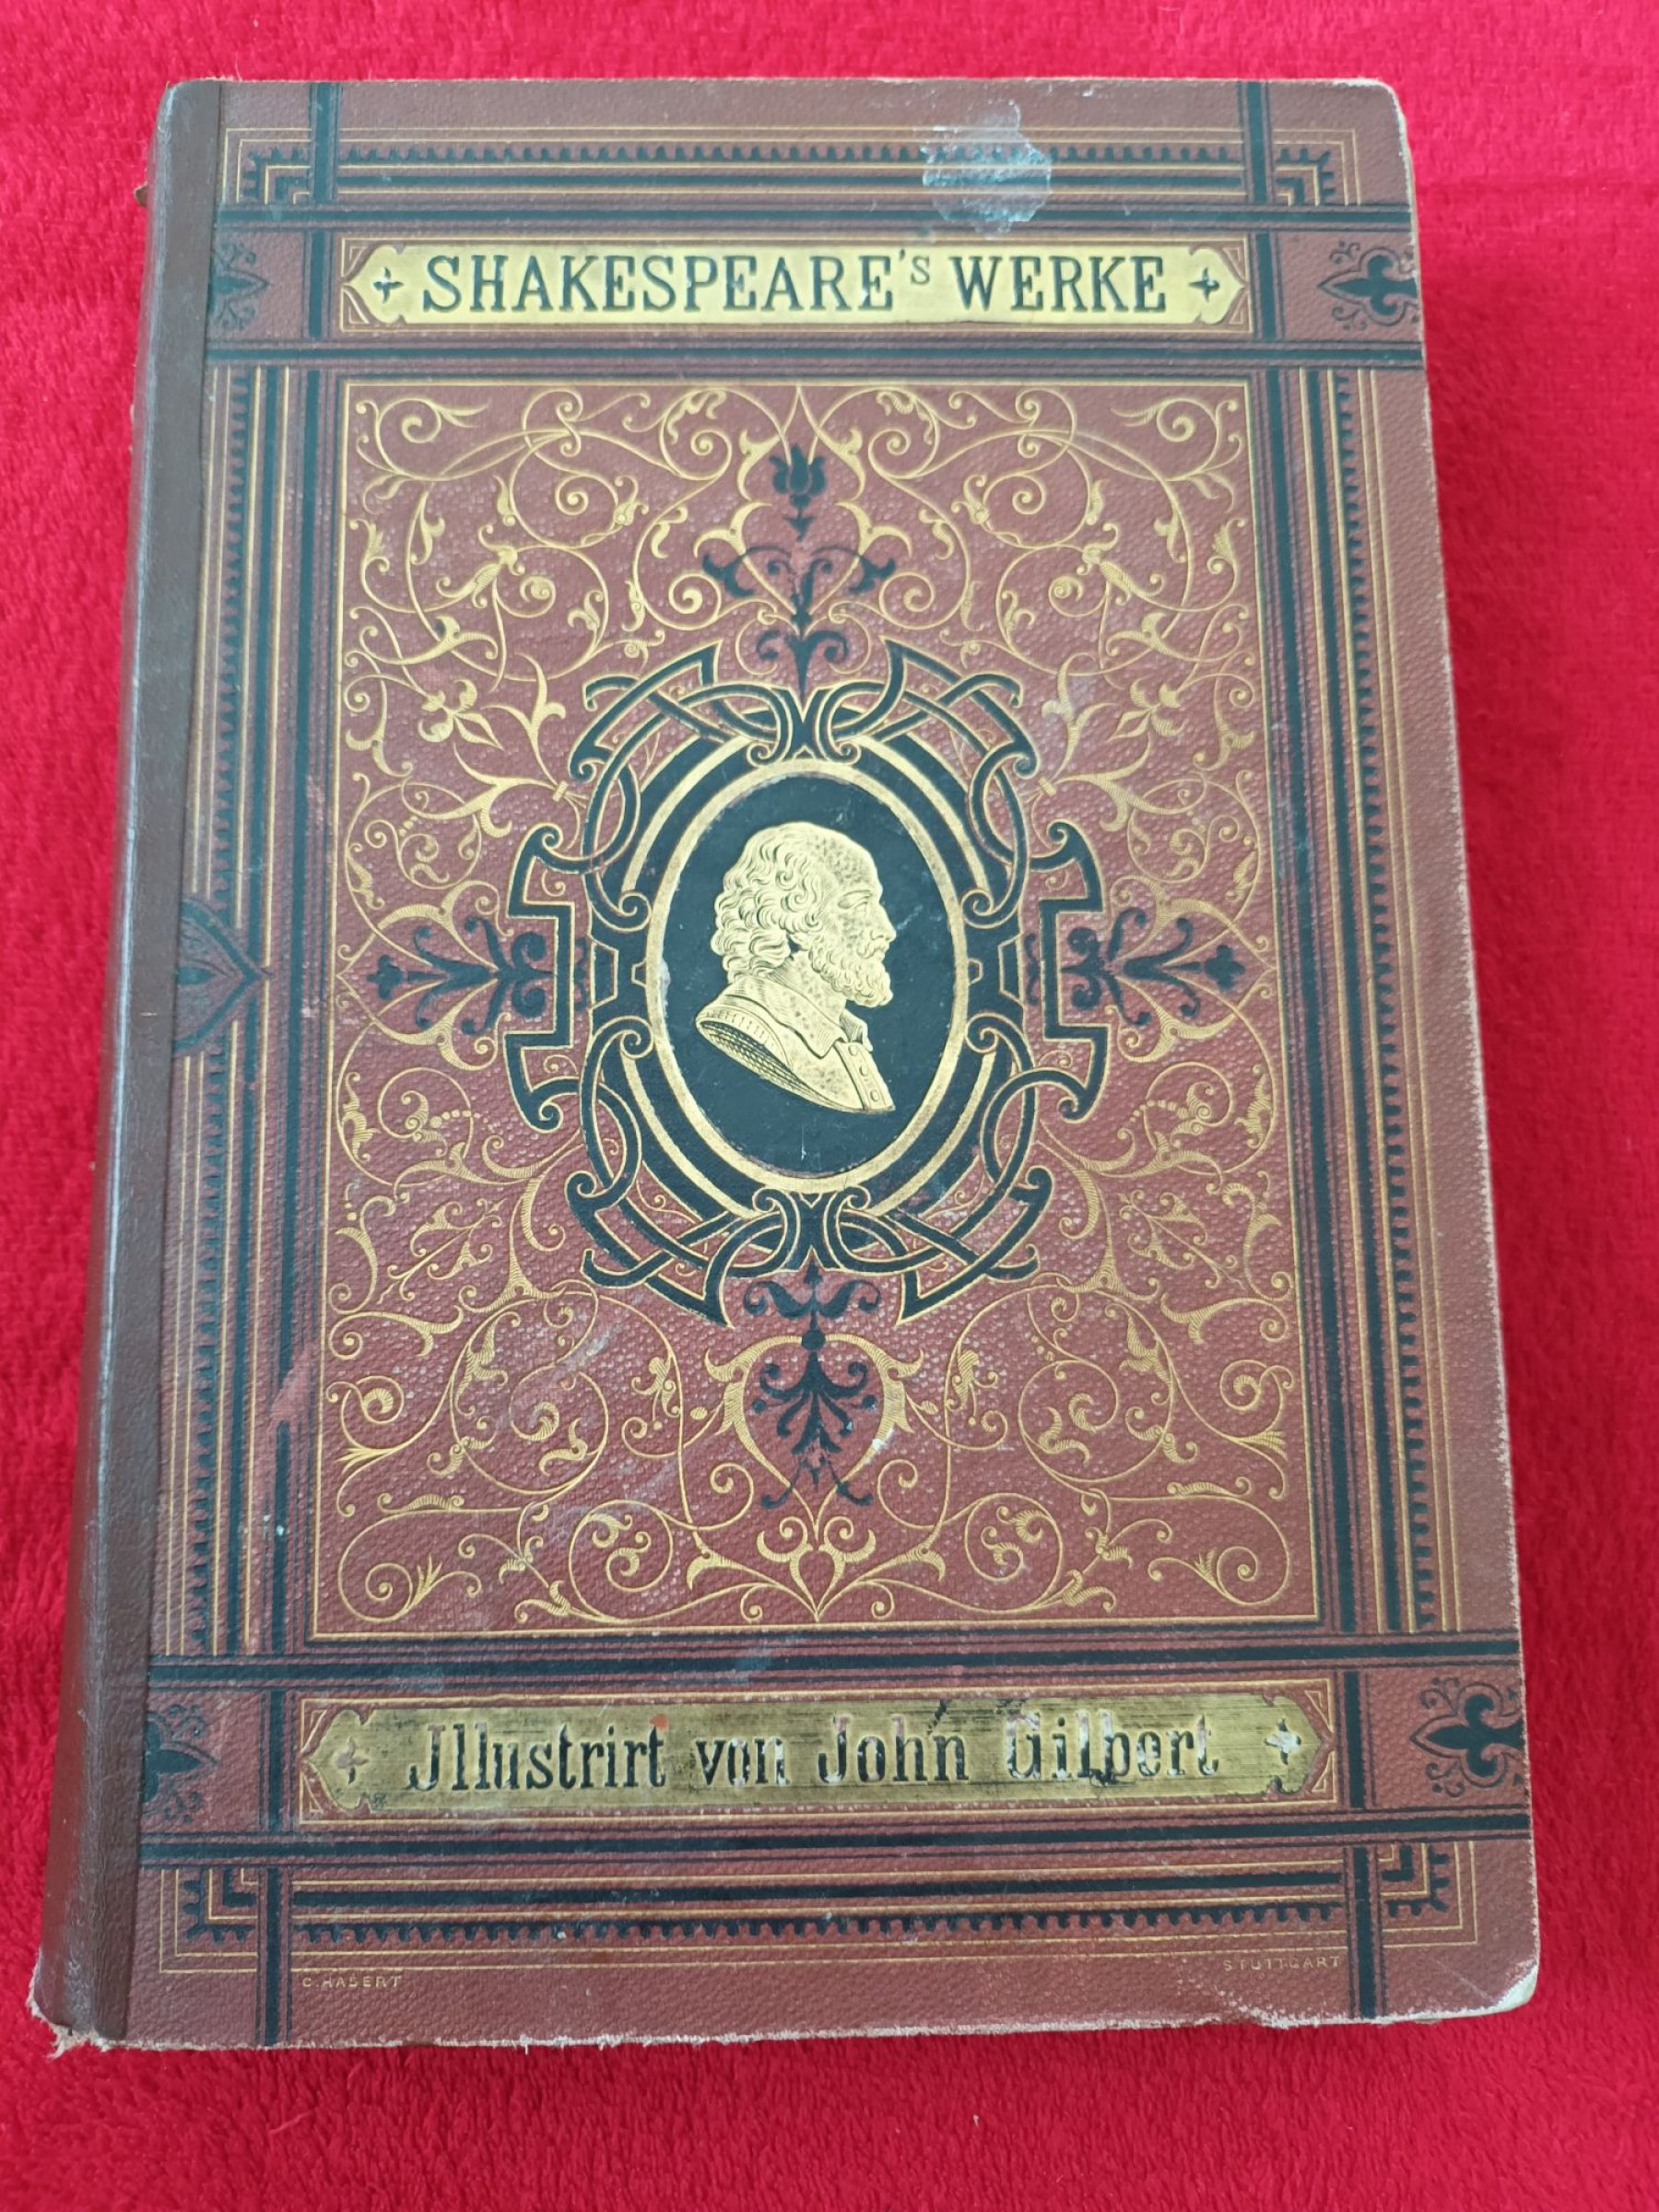 SHAKESPEARE's WERKE
Jllustrirt von John Gilbert
C. HABERT STUTTGART